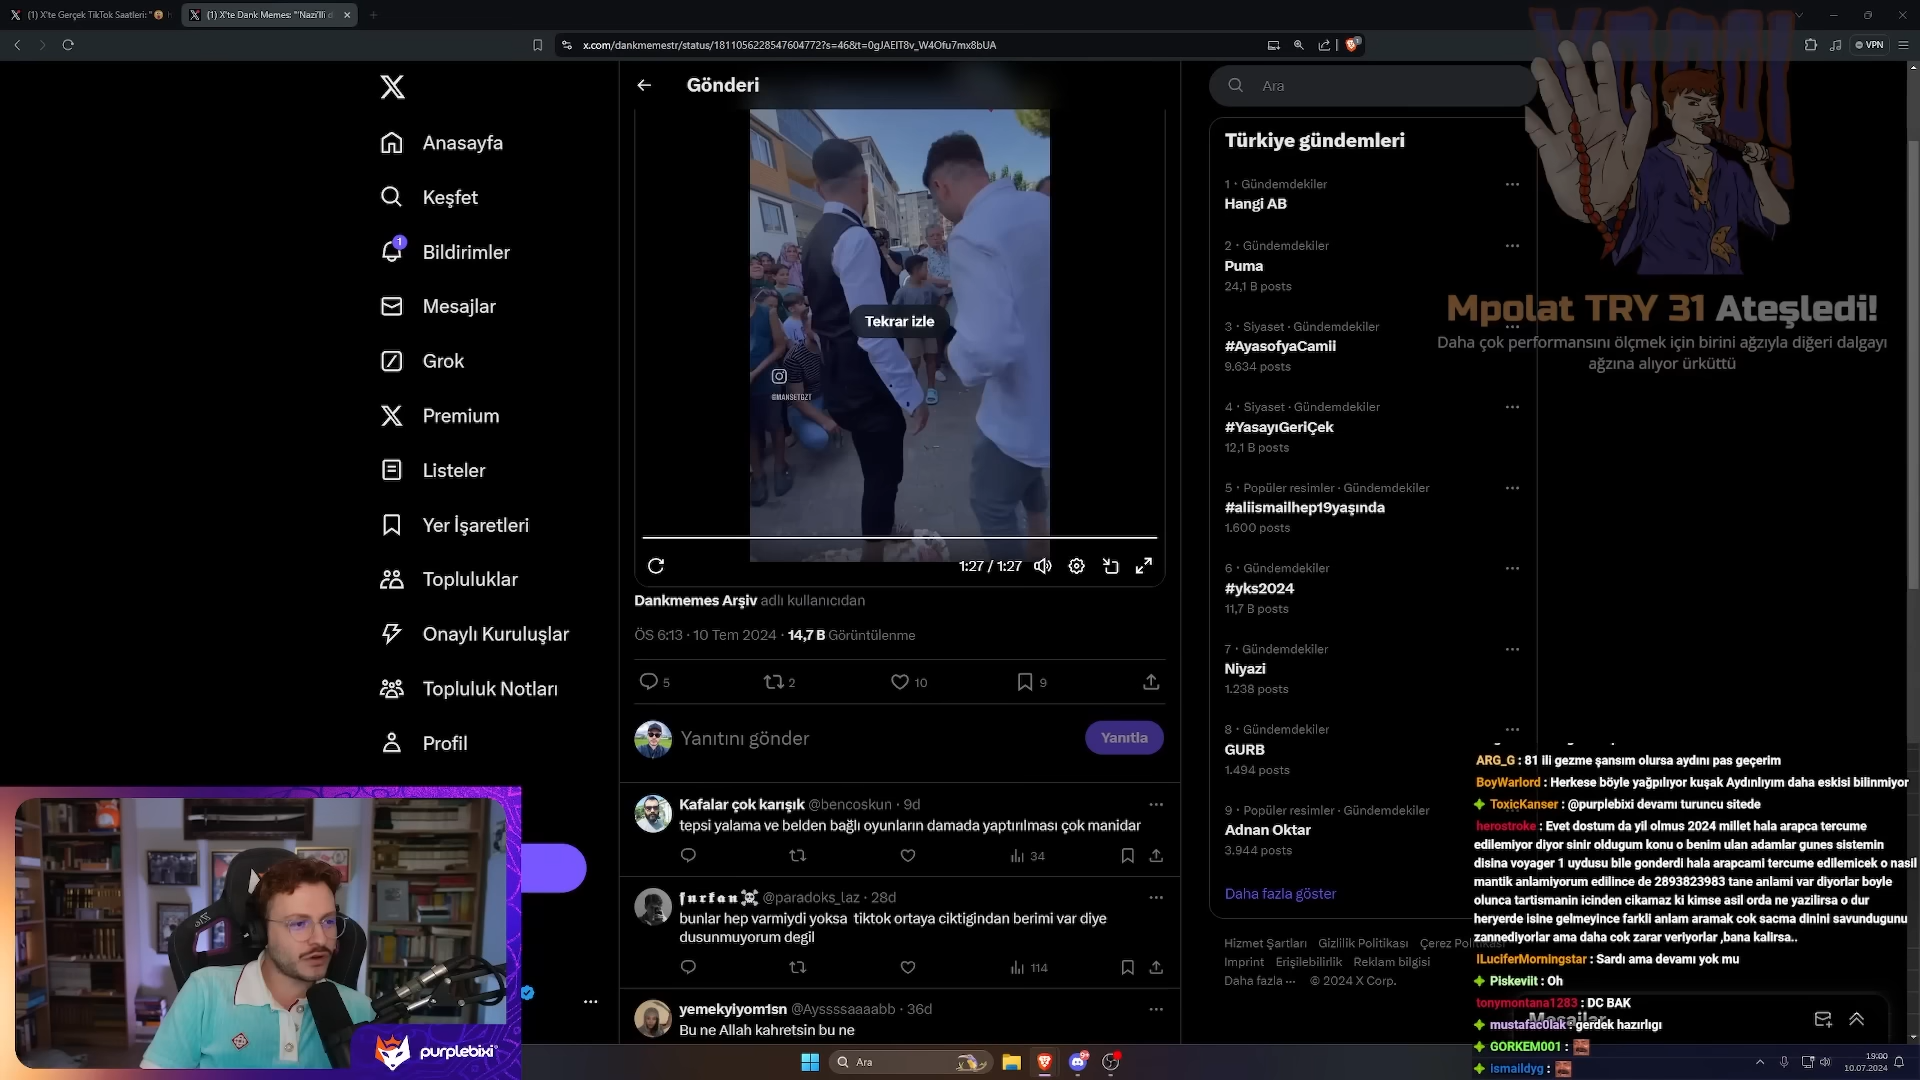 (1) X'te Gerçek TikTok Saatleri: "
(1) X'te Dank Memes: "'Nazilli
x.com/dankmemestr/status/1811056228547604772?s=46&t=0gJAEIT8v_W4Ofu7mx8bUA
VPN
Anasayfa
Keşfet
1
Bildirimler
Mesajlar
Grok
Premium
Listeler
Yer İşaretleri
Topluluklar
Onaylı Kuruluşlar
Topluluk Notları
Profil
Gönderi
Tekrar izle
@MANSETGZT
1:27 / 1:27
Dankmemes Arşiv adlı kullanıcıdan
ÖS 6:13 · 10 Tem 2024 · 14,7 B Görüntülenme
5
2
10
9
Yanıtını gönder
Yanıtla
Kafalar çok karışık @bencoskun · 9d
tepsi yalama ve belden bağlı oyunların damada yaptırılması çok manidar
34
furkan @paradoks_laz · 28d
bunlar hep varmiydi yoksa tiktok ortaya ciktigindan berimi var diye
dusunmuyorum degil
114
yemekyiyom1sn @Ayssssaaaabb · 36d
Bu ne Allah kahretsin bu ne
Ara
Türkiye gündemleri
1 · Gündemdekiler
Hangi AB
2 · Gündemdekiler
Puma
24,1 B posts
3 · Siyaset · Gündemdekiler
#AyasofyaCamii
9.634 posts
4 · Siyaset · Gündemdekiler
#YasayıGeriÇek
12,1 B posts
5 · Popüler resimler · Gündemdekiler
#aliismailhep19yaşında
1.600 posts
6 · Gündemdekiler
#yks2024
11,7 B posts
7 · Gündemdekiler
Niyazi
1.238 posts
8 · Gündemdekiler
GURB
1.494 posts
9 · Popüler resimler · Gündemdekiler
Adnan Oktar
3.944 posts
Daha fazla göster
Hizmet Şartları Gizlilik Politikası Çerez
Imprint Erişilebilirlik Reklam bilgisi
Daha fazla ··· © 2024 X Corp.
Mpolat TRY 31 Ateşledi!
Daha çok performansını ölçmek için birini ağzıyla diğeri dalgayı
ağzına alıyor ürküttü
ARG_G : 81 ili gezme şansım olursa aydını pas geçerim
BoyWarlord : Herkese böyle yağpılıyor kuşak Aydınlıyım daha eskisi bilinmiyor
ToxicKanser : @purplebixi devamı turuncu sitede
herostroke : Evet dostum da yil olmus 2024 millet hala arapca tercume
edilemiyor diyor sinir oldugum konu o benim ulan adamlar gunes sistemin
disina voyager 1 uydusu bile gonderdi hala arapcami tercume edilemicek o nasil
mantik anlamiyorum edilince de 2893823983 tane anlami var diyorlar boyle
olunca tartismanin icinden cikamaz ki kimse asil orda ne yazilirsa o dur
heryerde isine gelmeyince farkli anlam aramak cok sacma dinini savundugunu
zannediyorlar ama daha cok zarar veriyorlar ,bana kalirsa..
ILuciferMorningstar : Sardı ama devamı yok mu
Piskeviit : Oh
tonymontana1283 : DC BAK
Mesajlar
mustafac0lak : gerdek hazırlıgı
GORKEM001 :
ismaildyg :
purplebixi
Ara
19:00
10.07.2024